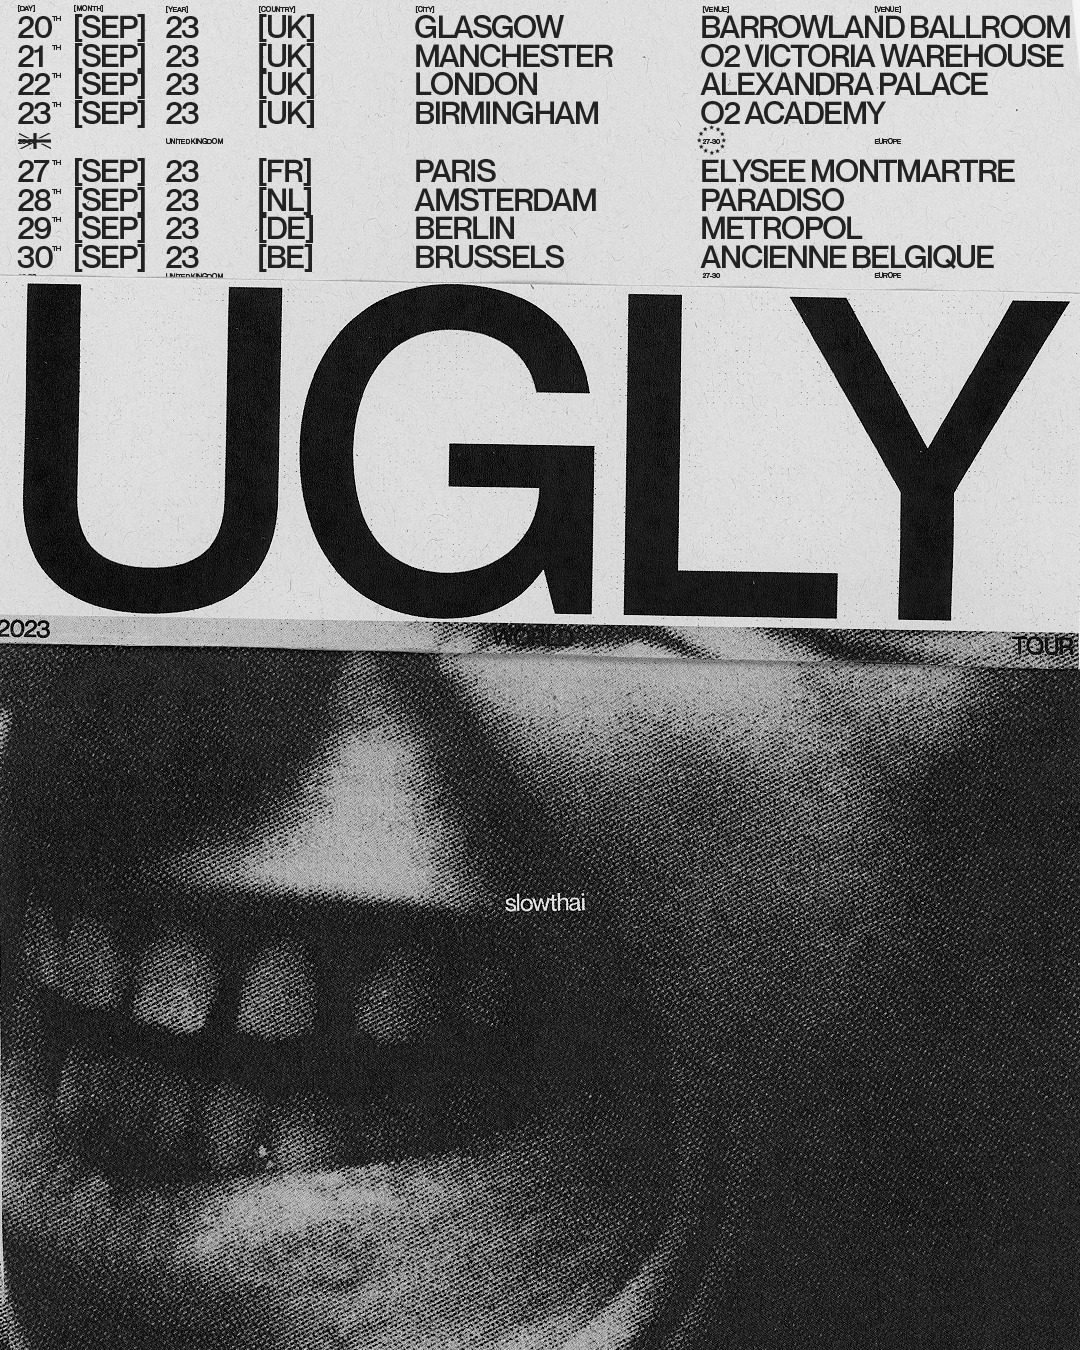 [DAY] [MONTH] [YEAR] [COUNTRY] [CITY] [VENUE] [VENUE]
20TH [SEP] 23 [UK] GLASGOW BARROWLAND BALLROOM
21TH [SEP] 23 [UK] MANCHESTER O2 VICTORIA WAREHOUSE
22TH [SEP] 23 [UK] LONDON ALEXANDRA PALACE
23TH [SEP] 23 [UK] BIRMINGHAM O2 ACADEMY
UNITED KINGDOM 27-30 EUROPE
27TH [SEP] 23 [FR] PARIS ELYSEE MONTMARTRE
28TH [SEP] 23 [NL] AMSTERDAM PARADISO
29TH [SEP] 23 [DE] BERLIN METROPOL
30TH [SEP] 23 [BE] BRUSSELS ANCIENNE BELGIQUE
UNITED KINGDOM 27-30 EUROPE
UGLY
2023 WORLD TOUR
slowthai